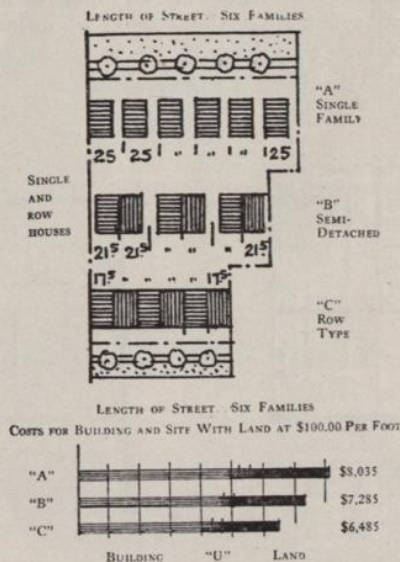 LENGTH OF STREET. SIX FAMILIES
"A"
SINGLE
FAMILY
25 25 " " " 25
SINGLE
AND
ROW
HOUSES
"B"
SEMI-
DETACHED
21.5 21.5 " " " 21.5
17.5 " " " " 17.5
"C"
ROW
TYPE
LENGTH OF STREET. SIX FAMILIES
COSTS FOR BUILDING AND SITE WITH LAND AT $100.00 PER FOOT
"A" $8,035
"B" $7,285
"C" $6,485
BUILDING "U" LAND